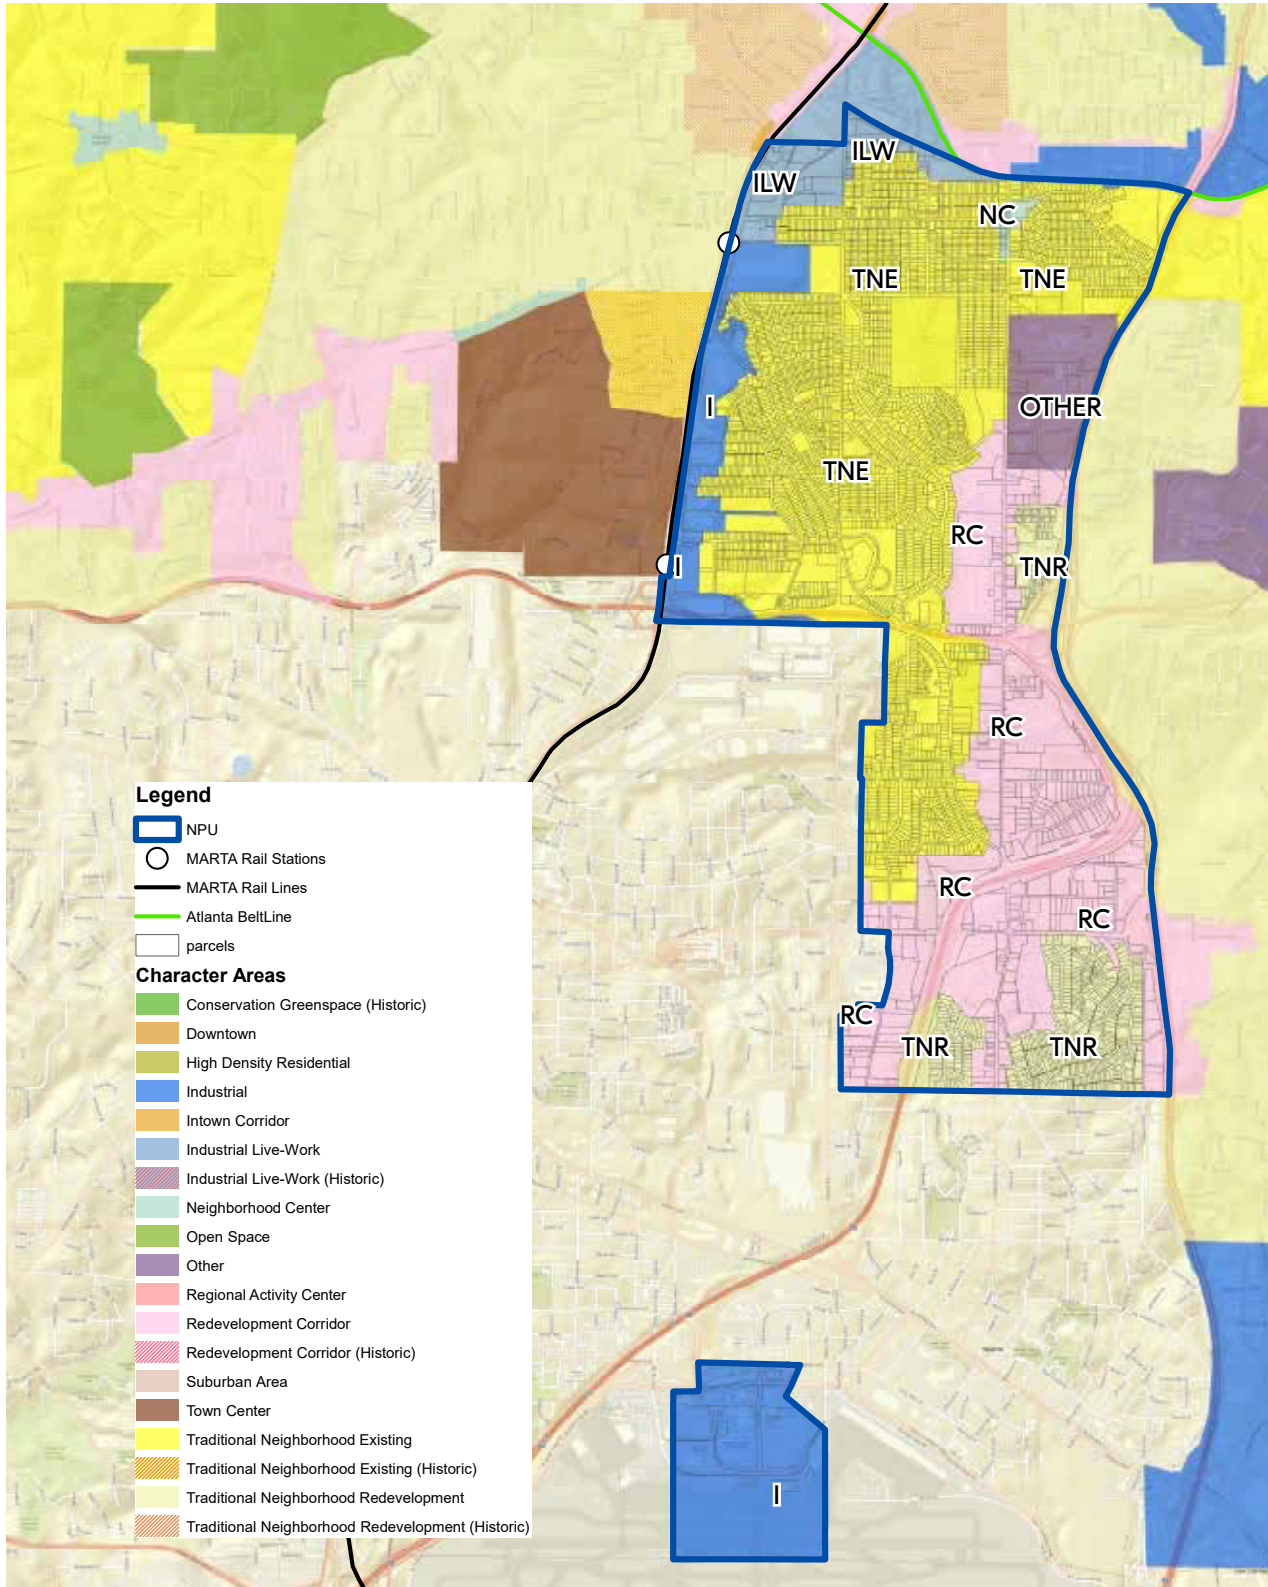 ILW
ILW
NC
TNE
TNE
I
OTHER
TNE
RC
I
TNR
RC
RC
RC
RC
TNR
TNR
I
Legend
NPU
MARTA Rail Stations
MARTA Rail Lines
Atlanta BeltLine
parcels
Character Areas
Conservation Greenspace (Historic)
Downtown
High Density Residential
Industrial
Intown Corridor
Industrial Live-Work
Industrial Live-Work (Historic)
Neighborhood Center
Open Space
Other
Regional Activity Center
Redevelopment Corridor
Redevelopment Corridor (Historic)
Suburban Area
Town Center
Traditional Neighborhood Existing
Traditional Neighborhood Existing (Historic)
Traditional Neighborhood Redevelopment
Traditional Neighborhood Redevelopment (Historic)